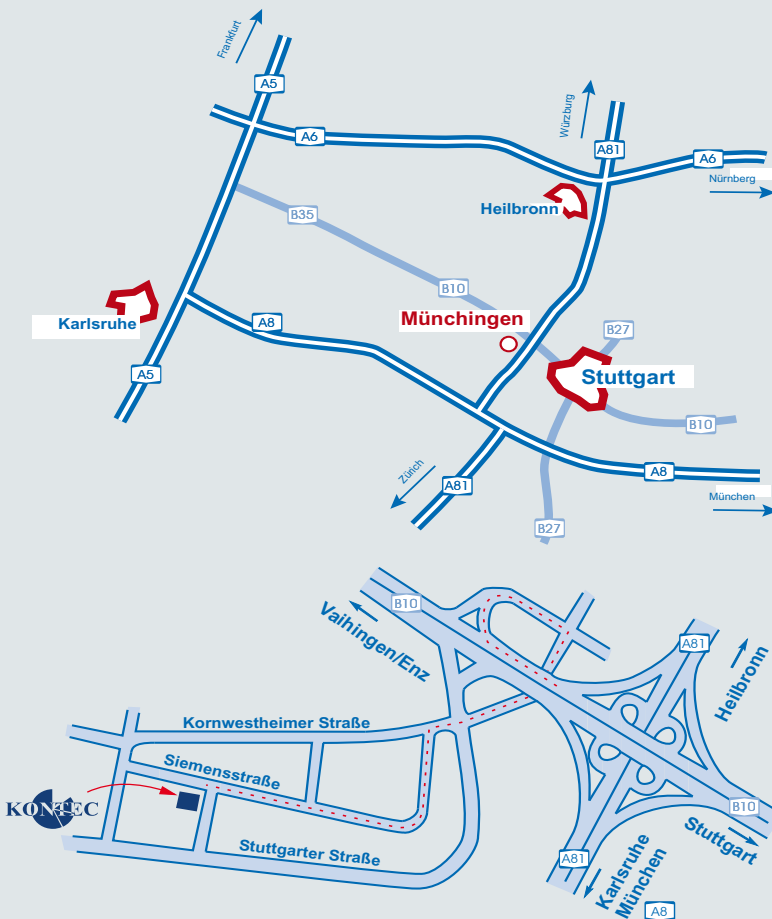 Frankfurt
A5
Würzburg
A6
A81
A6
Nürnberg
B35
Heilbronn
B10
Karlsruhe
A8
Münchingen
B27
A5
Stuttgart
B10
Zürich
A81
A8
München
B27
B10
Vaihingen/Enz
A81
Heilbronn
Kornwestheimer Straße
Siemensstraße
KONTEC
B10
Stuttgart
Stuttgarter Straße
A81
Karlsruhe
München
A8